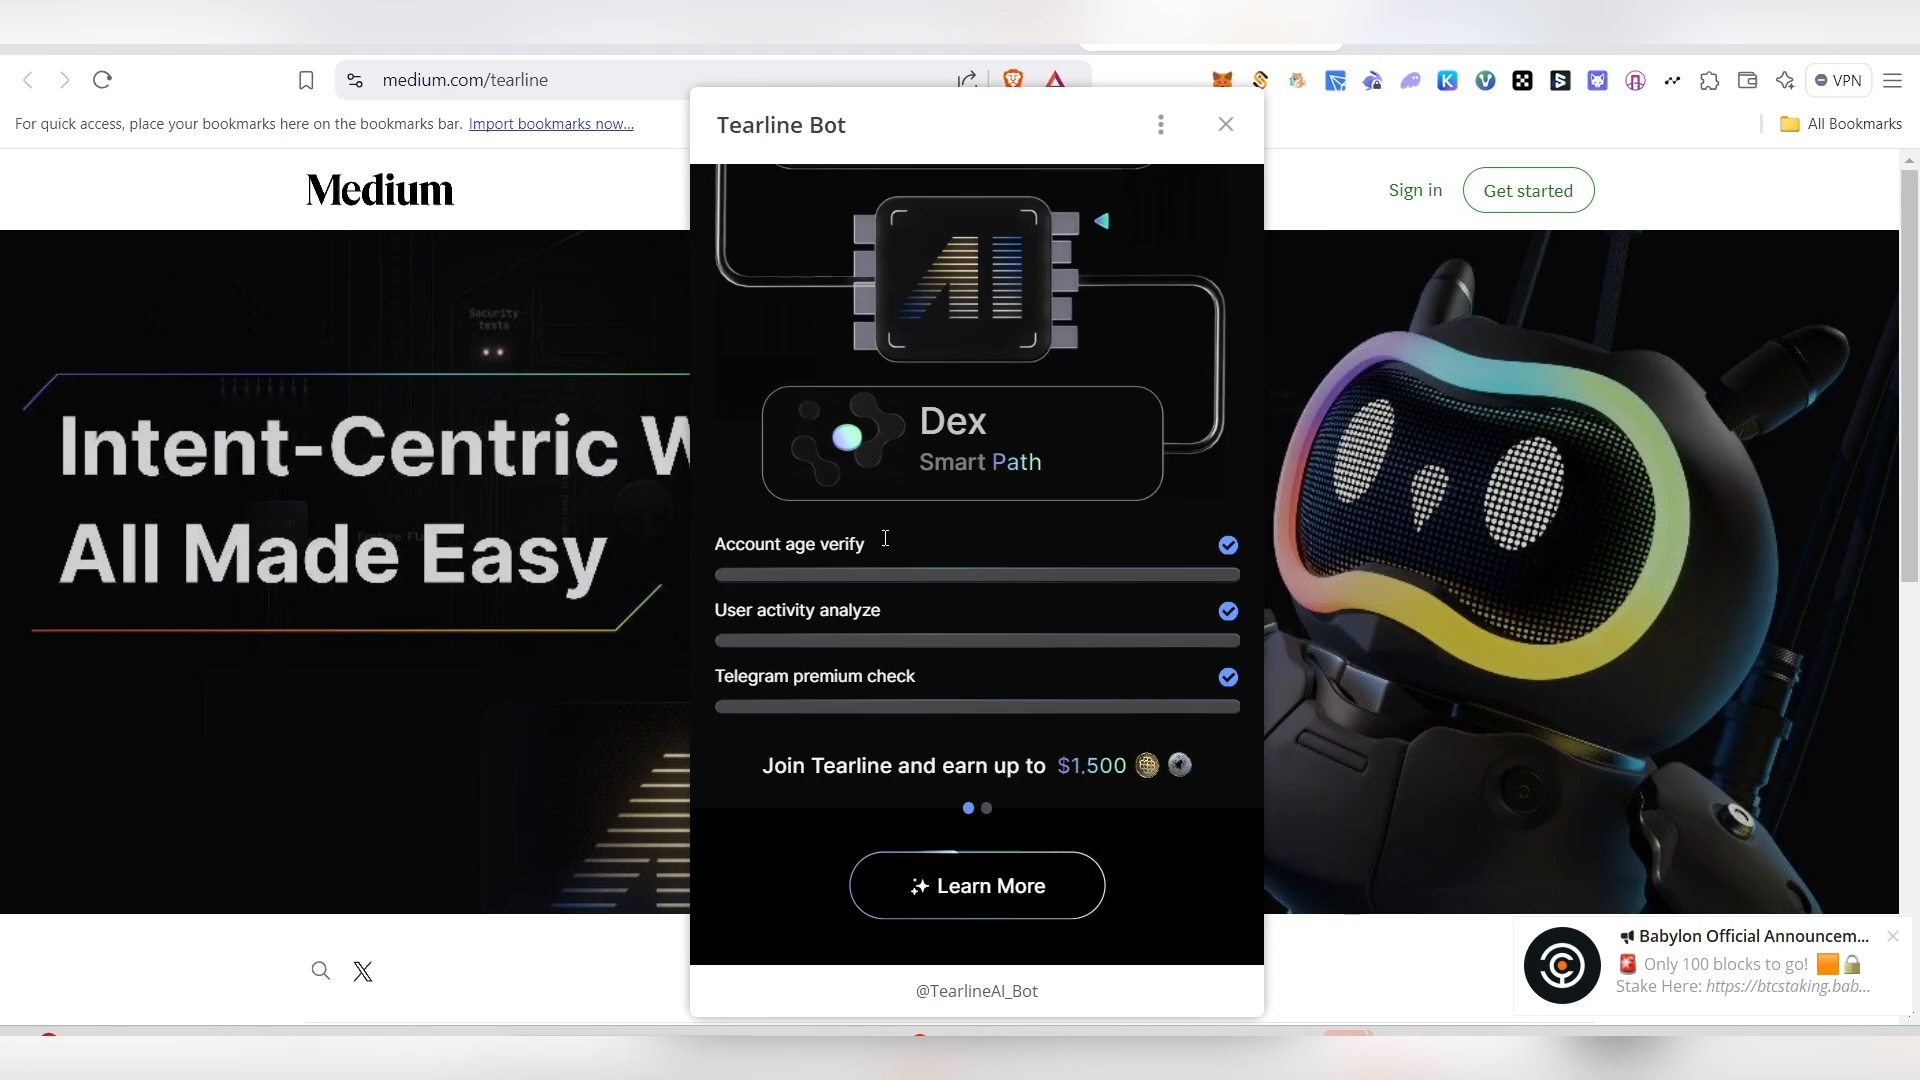 medium.com/tearline
VPN
For quick access, place your bookmarks here on the bookmarks bar. Import bookmarks now...
All Bookmarks
Medium
Sign in
Get started
Security
tests
Intent-Centric W
All Made Easy
Tearline Bot
AI
Dex
Smart Path
Account age verify
User activity analyze
Telegram premium check
Join Tearline and earn up to $1,500
Learn More
@TearlineAI_Bot
Babylon Official Announcem...
Only 100 blocks to go!
Stake Here: https://btcstaking.bab...